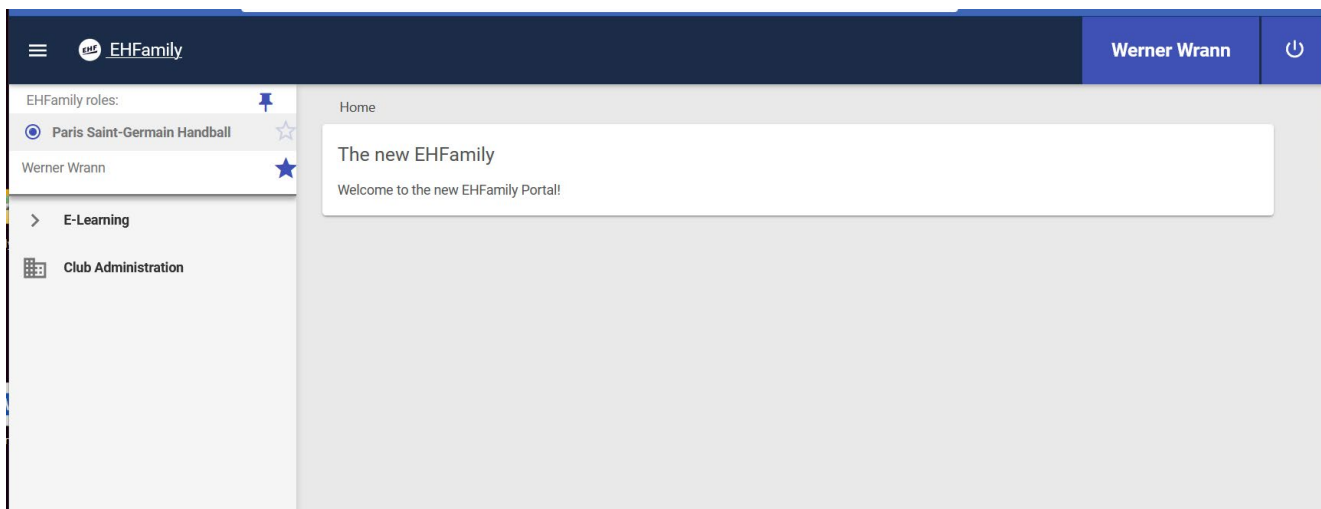 EHF EHFamily
Werner Wrann
EHFamily roles:
Paris Saint-Germain Handball
Werner Wrann
E-Learning
Club Administration
Home
The new EHFamily
Welcome to the new EHFamily Portal!